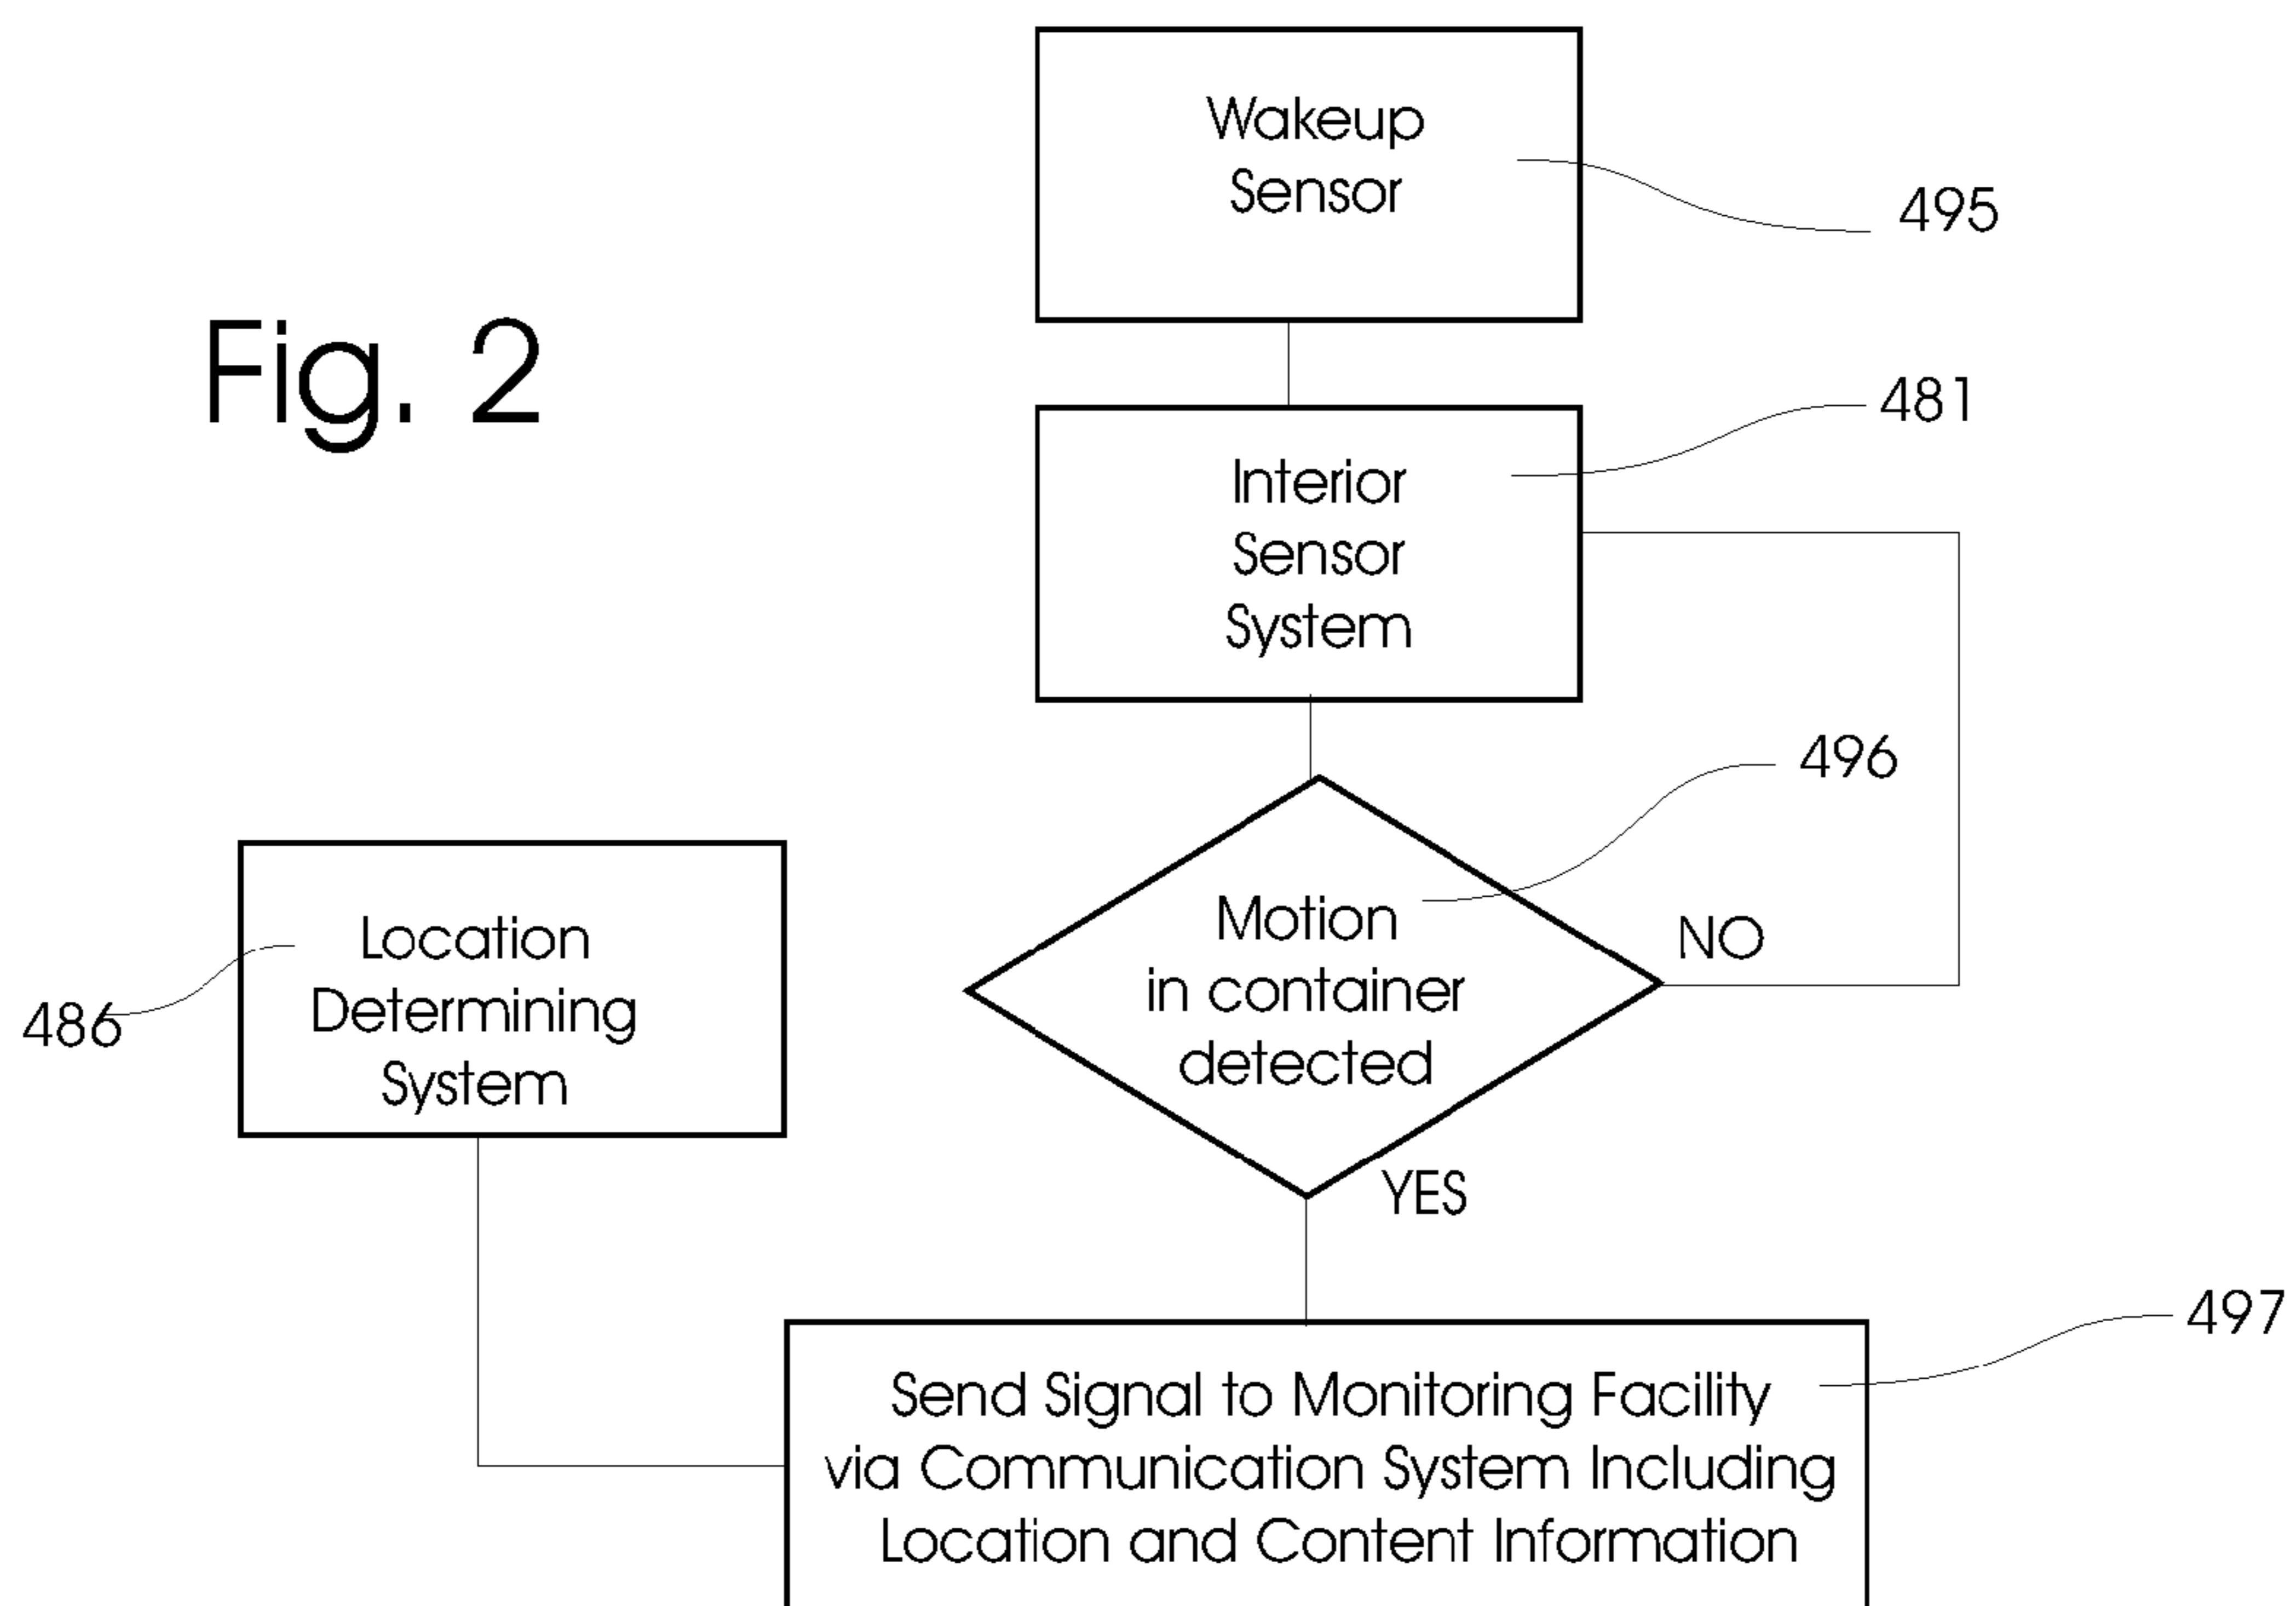 Wakeup
Sensor
495
Fig. 2
481
Interior
Sensor
System
496
Motion
in container
detected
NO
Location
Determining
System
486
YES
497
Send Signal to Monitoring Facility
via Communication System Including
Location and Content Information